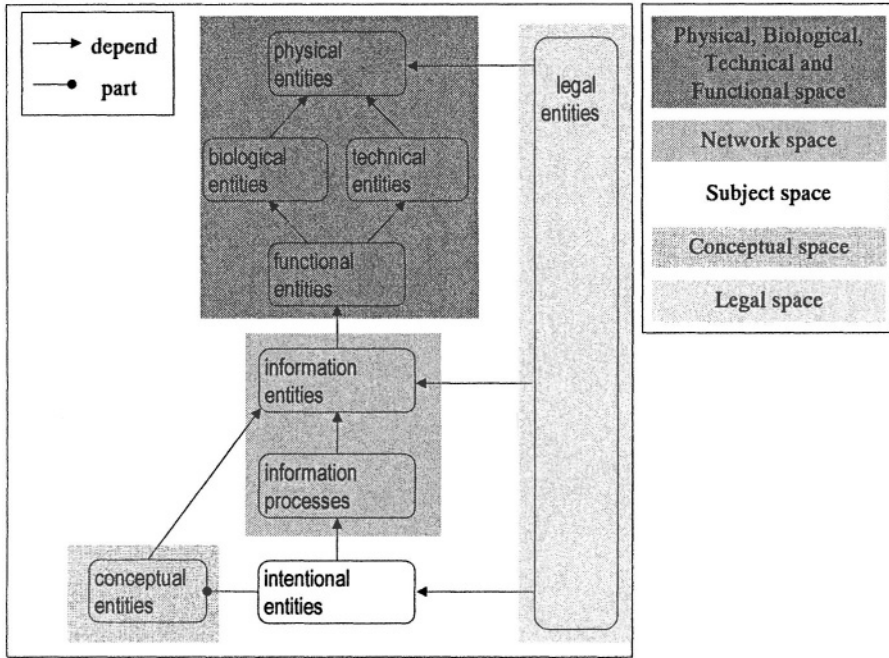 depend
part
physical
entities
biological
entities
technical
entities
functional
entities
information
entities
information
processes
conceptual
entities
intentional
entities
legal
entities
Physical, Biological,
Technical and
Functional space
Network space
Subject space
Conceptual space
Legal space